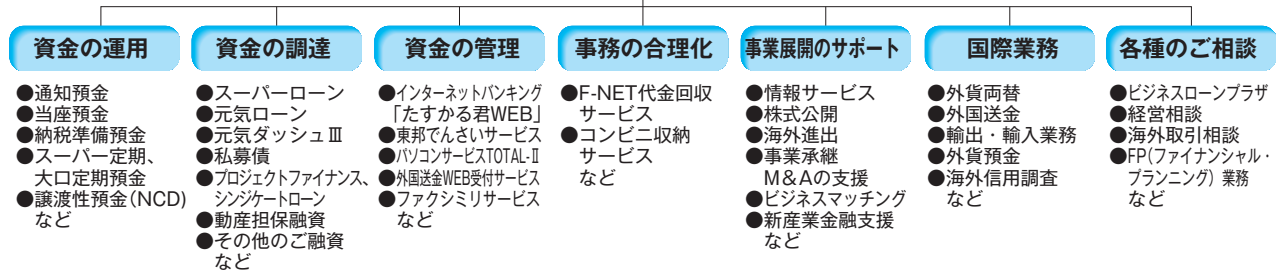 資金の運用
●通知預金
●当座預金
●納税準備預金
●スーパー定期、
大口定期預金
●譲渡性預金(NCD)
など
資金の調達
●スーパーローン
●元気ローン
●元気ダッシュⅢ
●私募債
●プロジェクトファイナンス、
シンジケートローン
●動産担保融資
●その他のご融資
など
資金の管理
●インターネットバンキング
「たすかる君WEB」
●東邦でんさいサービス
●パソコンサービスTOTAL-Ⅱ
●外国送金WEB受付サービス
●ファクシミリサービス
など
事務の合理化
●F-NET代金回収
サービス
●コンビニ収納
サービス
など
事業展開のサポート
●情報サービス
●株式公開
●海外進出
●事業承継
M&Aの支援
●ビジネスマッチング
●新産業金融支援
など
国際業務
●外貨両替
●外国送金
●輸出・輸入業務
●外貨預金
●海外信用調査
など
各種のご相談
●ビジネスローンプラザ
●経営相談
●海外取引相談
●FP(ファイナンシャル・
プランニング)業務
など